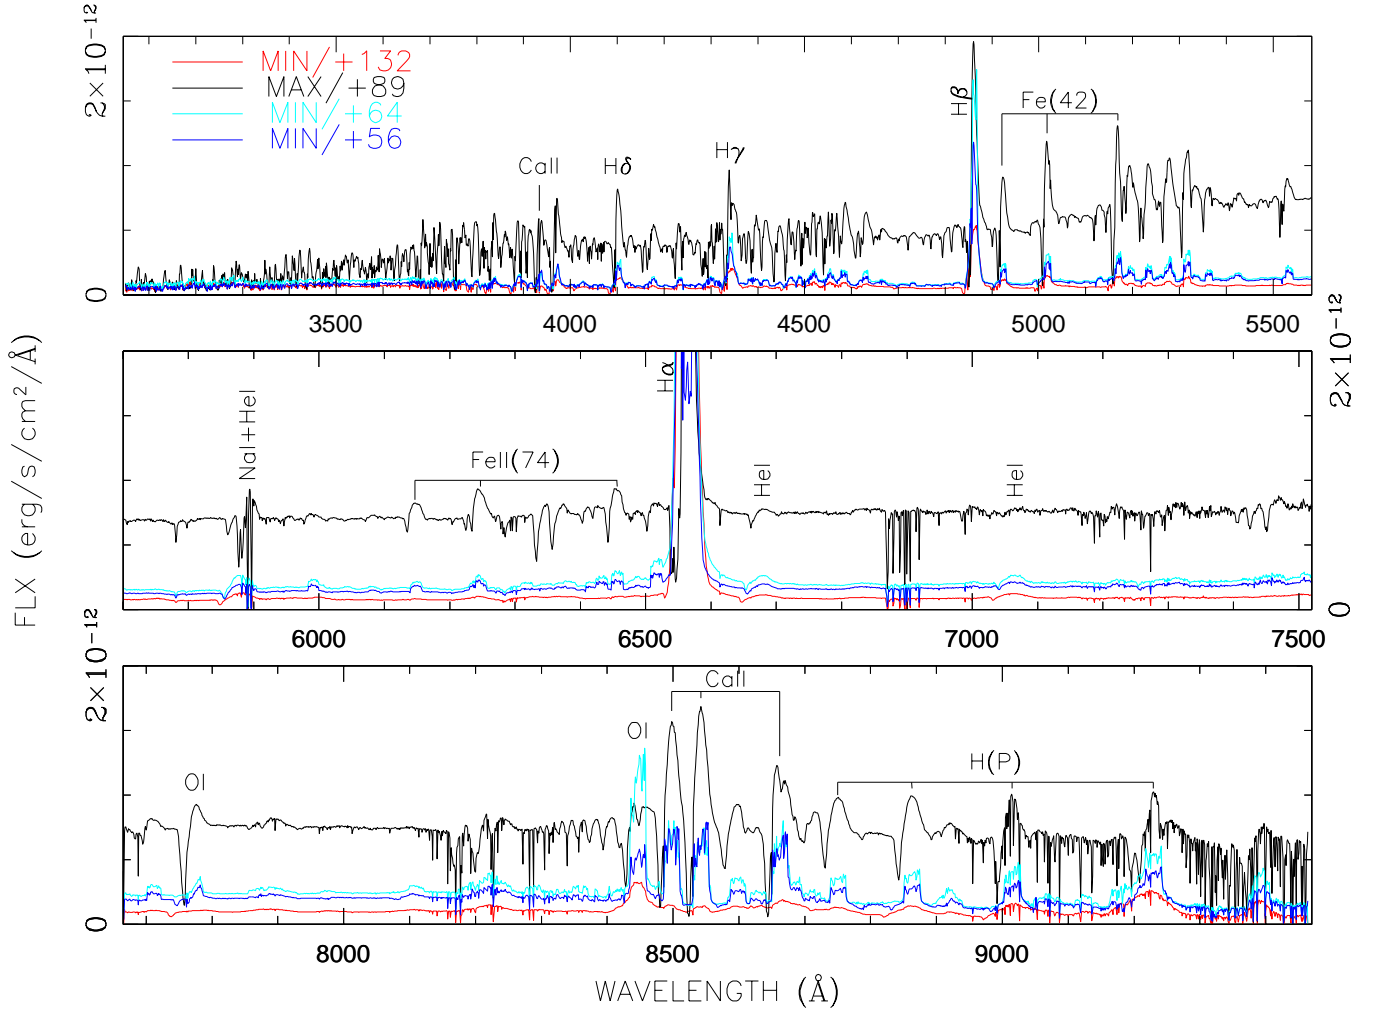 2×10⁻¹²
0
MIN/+132
MAX/+89
MIN/+64
MIN/+56
CaII
Hδ
Hγ
Hβ
Fe(42)
3500 4000 4500 5000 5500
FLX (erg/s/cm²/Å)
NaI+HeI
FeII(74)
Hα
HeI
HeI
2×10⁻¹²
0
6000 6500 7000 7500
2×10⁻¹²
0
OI
OI
CaII
H(P)
8000 8500 9000
WAVELENGTH (Å)